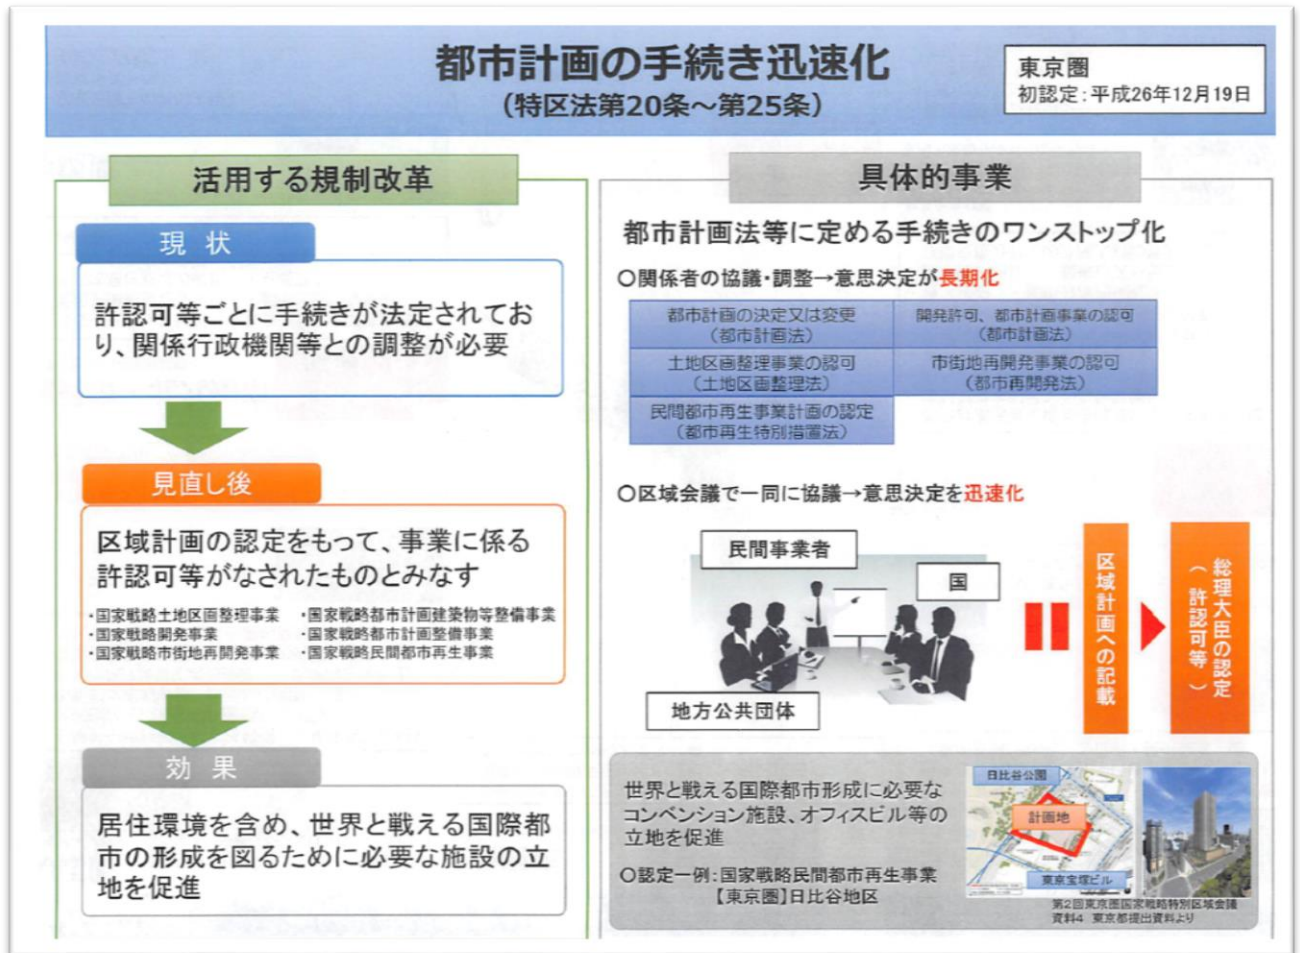 都市計画の手続き迅速化
（特区法第20条～第25条）
東京圏
初認定：平成26年12月19日
活用する規制改革
現 状
許認可等ごとに手続きが法定されてお
り、関係行政機関等との調整が必要
見直し後
区域計画の認定をもって、事業に係る
許認可等がなされたものとみなす
・国家戦略土地区画整理事業
・国家戦略都市計画建築物等整備事業
・国家戦略開発事業
・国家戦略都市計画整備事業
・国家戦略市街地再開発事業
・国家戦略民間都市再生事業
効 果
居住環境を含め、世界と戦える国際都
市の形成を図るために必要な施設の立
地を促進
具体的事業
都市計画法等に定める手続きのワンストップ化
○関係者の協議・調整→意思決定が長期化
都市計画の決定又は変更
（都市計画法）
開発許可、都市計画事業の認可
（都市計画法）
土地区画整理事業の認可
（土地区画整理法）
市街地再開発事業の認可
（都市再開発法）
民間都市再生事業計画の認定
（都市再生特別措置法）
○区域会議で一同に協議→意思決定を迅速化
民間事業者
国
地方公共団体
区域計画への記載
総理大臣の認定
（許認可等）
世界と戦える国際都市形成に必要な
コンベンション施設、オフィスビル等の
立地を促進
○認定一例：国家戦略民間都市再生事業
【東京圏】日比谷地区
日比谷公園
計画地
東京宝塚ビル
第2回東京圏国家戦略特別区域会議
資料4 東京都提出資料より